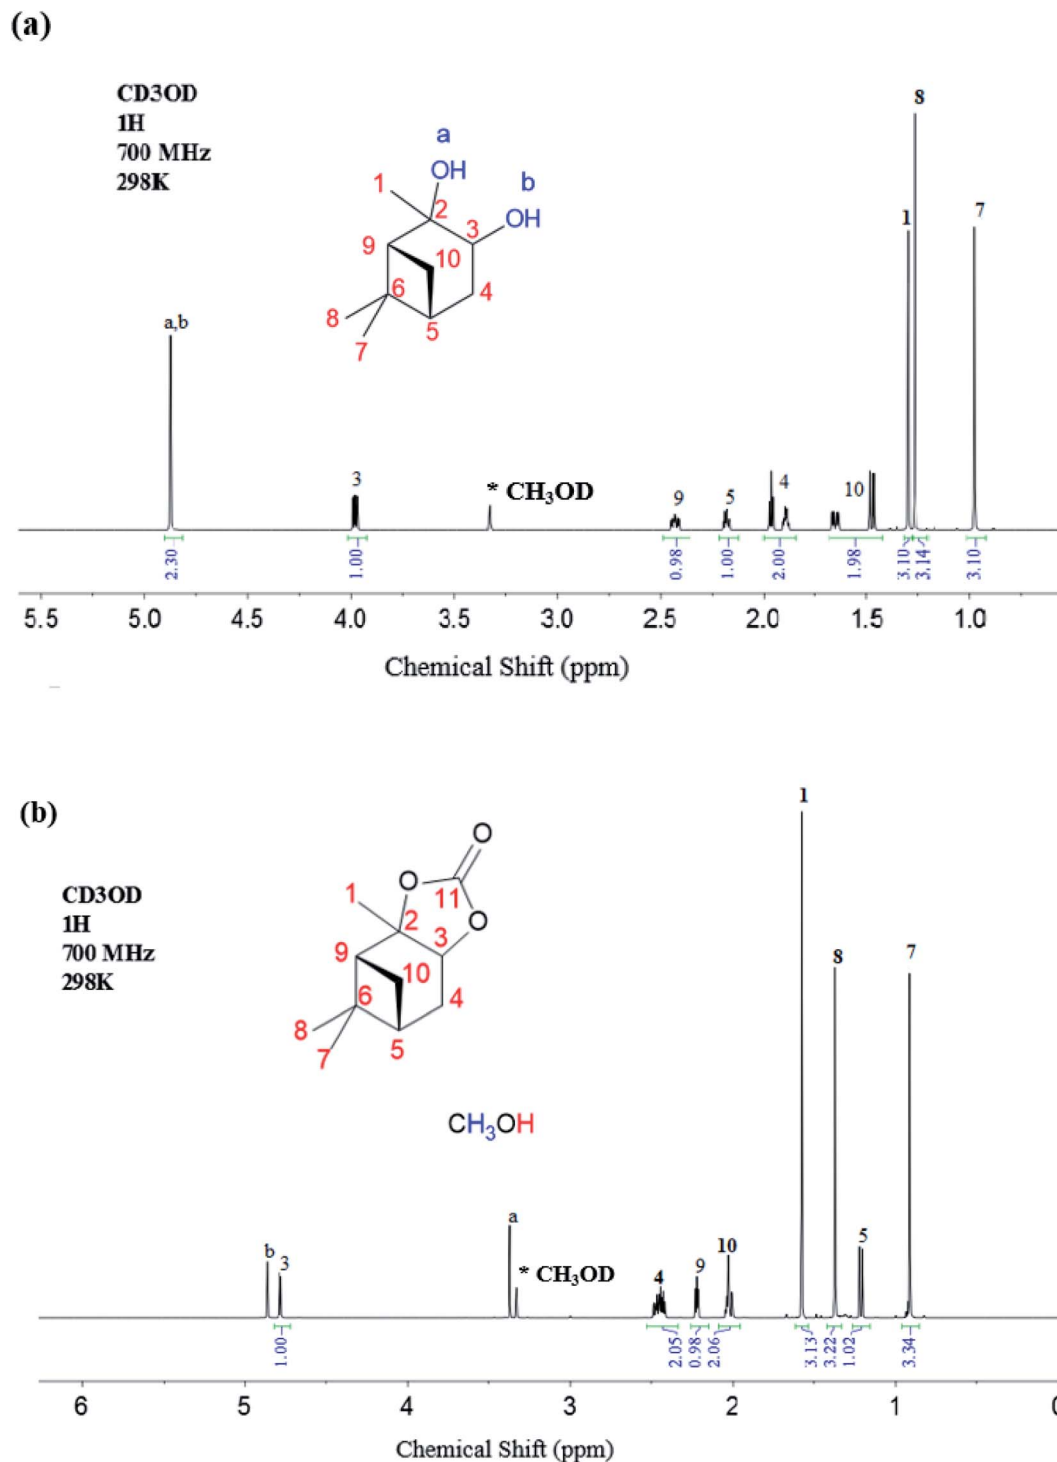 (a)
CD3OD
1H
700 MHz
298K
a
OH
b
1
OH
2
3
9
10
6
4
8
5
7
8
1
7
a,b
3
* CH₃OD
9
5
4
10
2.30
1.00
0.98
1.00
2.00
1.98
3.10
3.14
3.10
5.5 5.0 4.5 4.0 3.5 3.0 2.5 2.0 1.5 1.0
Chemical Shift (ppm)
(b)
CD3OD
1H
700 MHz
298K
O
O
11
1
O
2
3
9
10
6
4
8
5
7
CH₃OH
1
8
7
b
3
a
* CH₃OD
4
9
10
5
1.00
2.05
0.98
2.06
3.13
3.22
1.02
3.34
6 5 4 3 2 1 0
Chemical Shift (ppm)